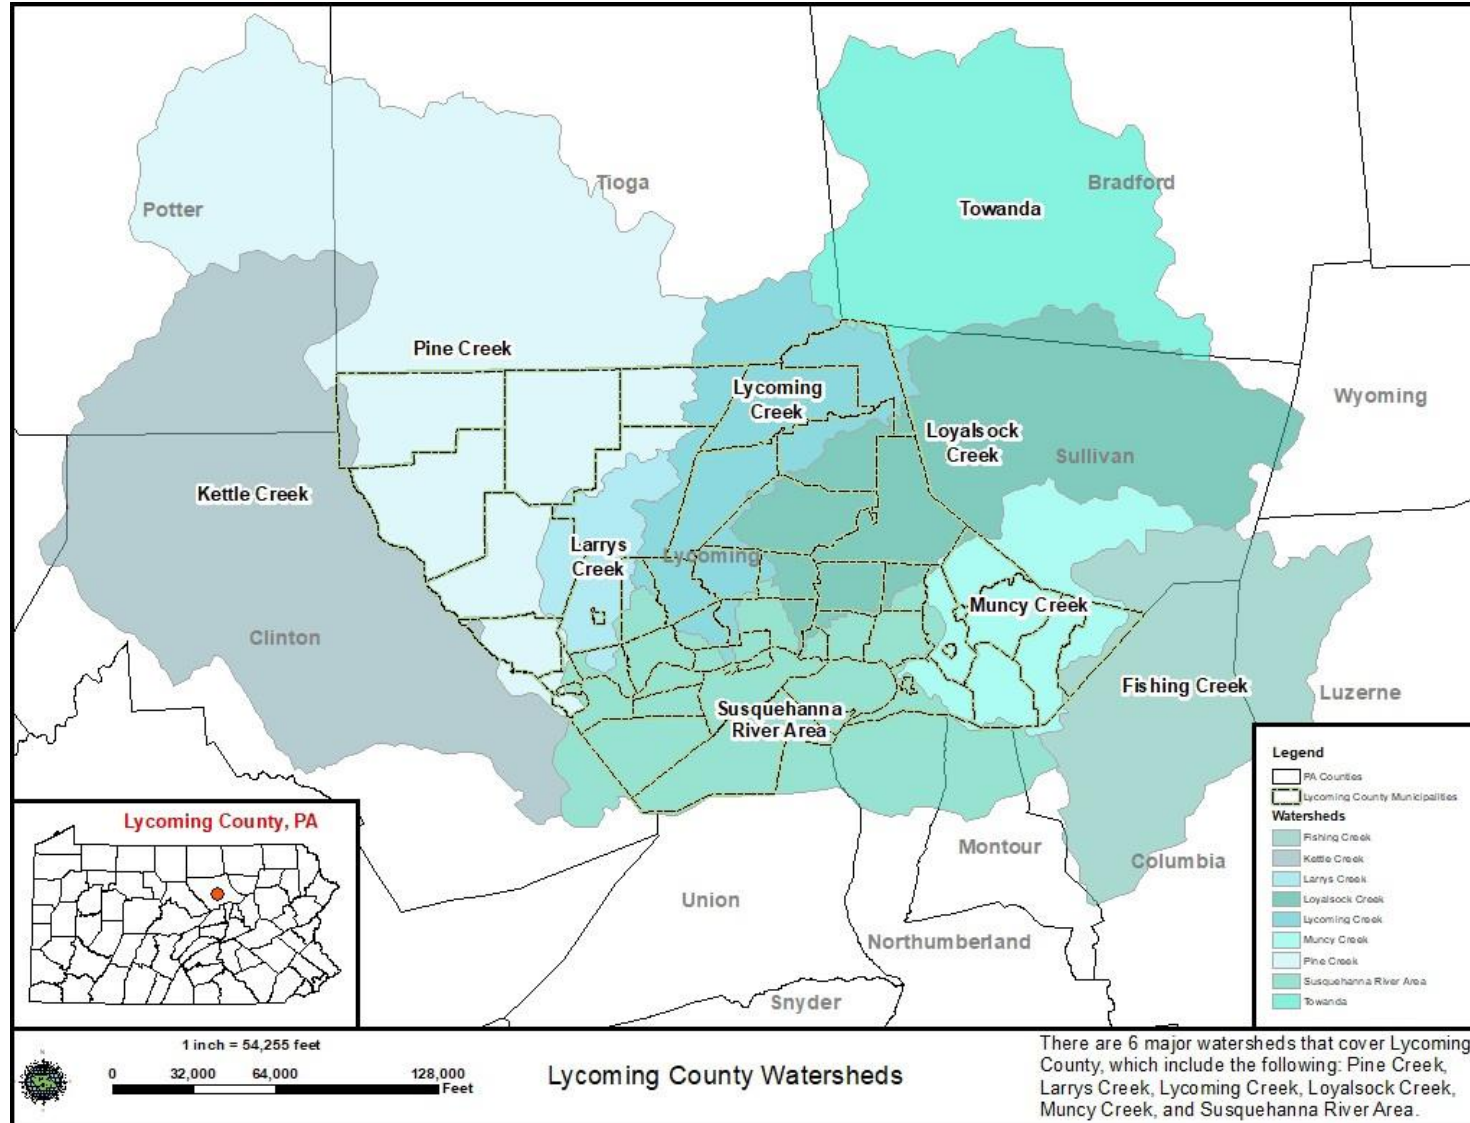 Tioga
Bradford
Potter
Towanda
Pine Creek
Lycoming
Creek
Wyoming
Loyalsock
Creek
Sullivan
Kettle Creek
Larrys
Creek
Lycoming
Muncy Creek
Clinton
Fishing Creek
Luzerne
Susquehanna
River Area
Legend
PA Counties
Lycoming County Municipalities
Watersheds
Fishing Creek
Kettle Creek
Larrys Creek
Loyalsock Creek
Lycoming Creek
Muncy Creek
Pine Creek
Susquehanna River Area
Towanda
Lycoming County, PA
Montour
Columbia
Union
Northumberland
Snyder
1 inch = 54,255 feet
0 32,000 64,000 128,000
Feet
Lycoming County Watersheds
There are 6 major watersheds that cover Lycoming
County, which include the following: Pine Creek,
Larrys Creek, Lycoming Creek, Loyalsock Creek,
Muncy Creek, and Susquehanna River Area.